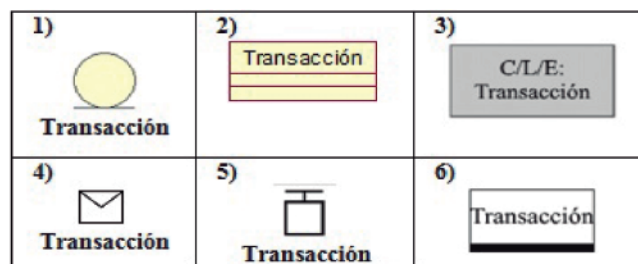 1)
Transacción
2)
Transacción
3)
C/L/E:
Transacción
4)
Transacción
5)
Transacción
6)
Transacción